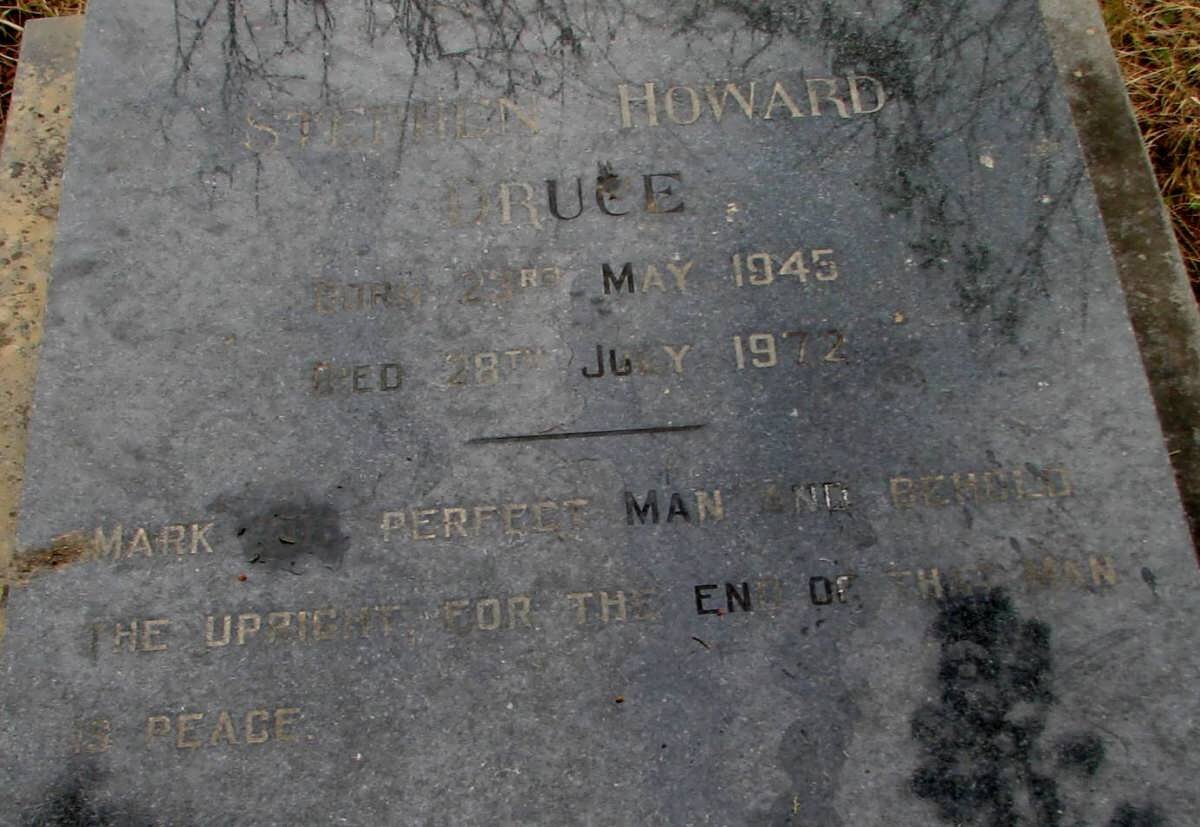 STEPHEN HOWARD
DRUCE
BORN 23RD MAY 1945
DIED 28TH JULY 1972
MARK PERFECT MAN AND BEHOLD
THE UPRIGHT, FOR THE END OF THAT MAN
IS PEACE.